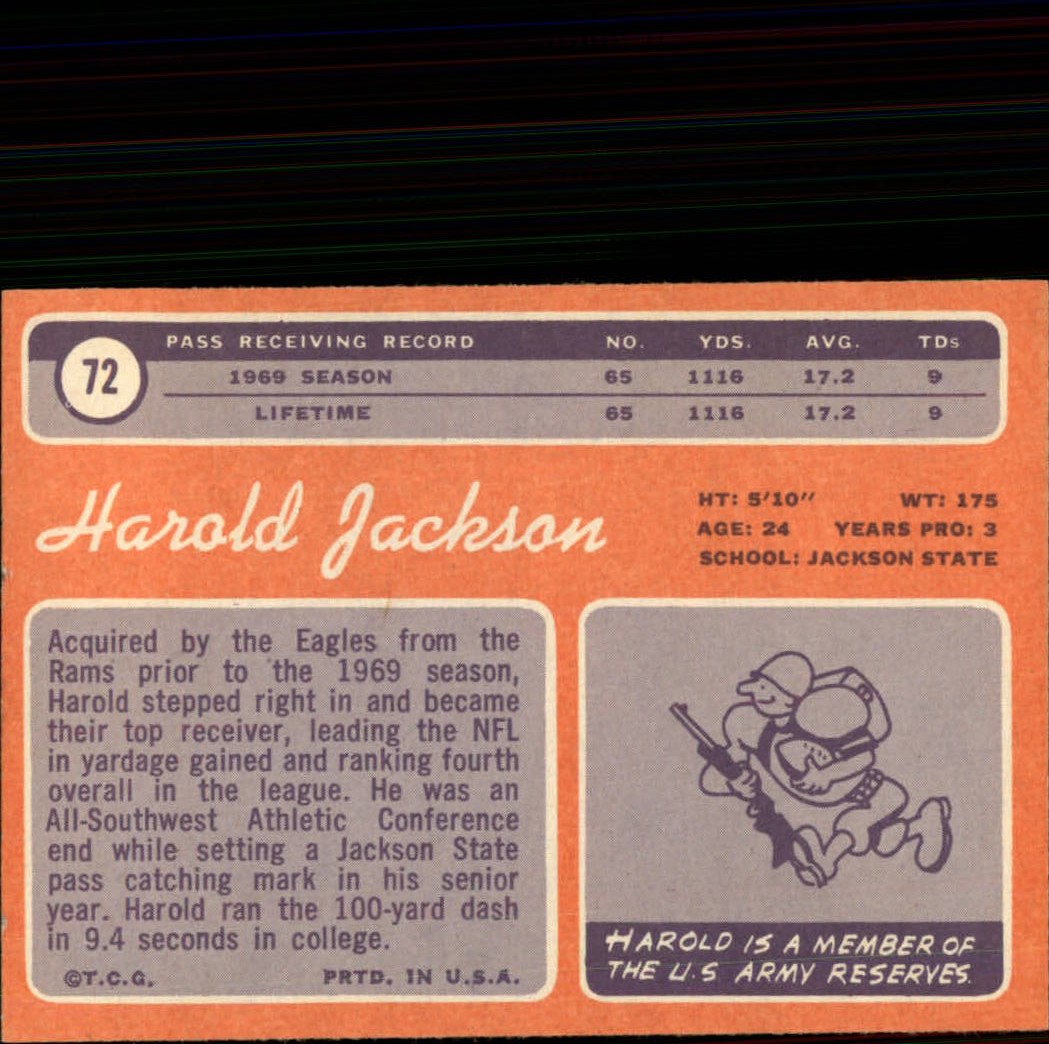 72
PASS RECEIVING RECORD NO. YDS. AVG. TDs
1969 SEASON 65 1116 17.2 9
LIFETIME 65 1116 17.2 9
Harold Jackson
HT: 5'10" WT: 175
AGE: 24 YEARS PRO: 3
SCHOOL: JACKSON STATE
Acquired by the Eagles from the
Rams prior to the 1969 season,
Harold stepped right in and became
their top receiver, leading the NFL
in yardage gained and ranking fourth
overall in the league. He was an
All-Southwest Athletic Conference
end while setting a Jackson State
pass catching mark in his senior
year. Harold ran the 100-yard dash
in 9.4 seconds in college.
©T.C.G. PRTD. IN U.S.A.
HAROLD IS A MEMBER OF
THE U.S ARMY RESERVES.